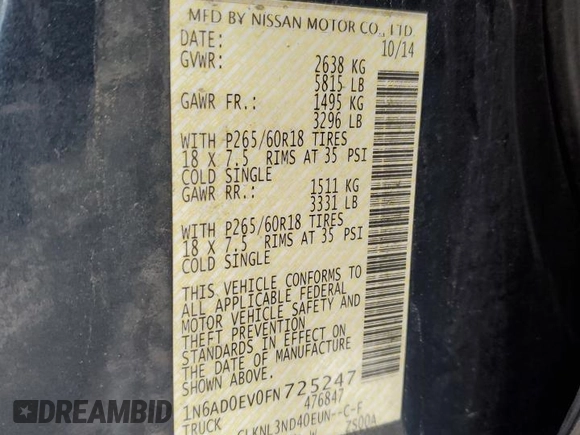 MFD BY NISSAN MOTOR CO., LTD
DATE: 10/14
GVWR: 2638 KG
5815 LB
GAWR FR.: 1495 KG
3296 LB
WITH P265/60R18 TIRES
18 X 7.5 RIMS AT 35 PSI
COLD SINGLE
GAWR RR.: 1511 KG
3331 LB
WITH P265/60R18 TIRES
18 X 7.5 RIMS AT 35 PSI
COLD SINGLE
THIS VEHICLE CONFORMS TO
ALL APPLICABLE FEDERAL
MOTOR VEHICLE SAFETY AND
THEFT PREVENTION
STANDARDS IN EFFECT ON
THE DATE OF MANUFACTURE
SHOWN ABOVE.
1N6AD0EV0FN725247
TRUCK 476847
CLKNL3ND40EUN--C-F
DREAMBID
DREAMBID